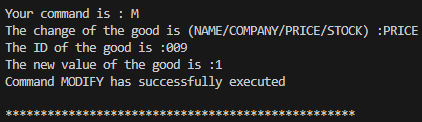 Your command is : M
The change of the good is (NAME/COMPANY/PRICE/STOCK) :PRICE
The ID of the good is :009
The new value of the good is :1
Command MODIFY has successfully executed
**************************************************